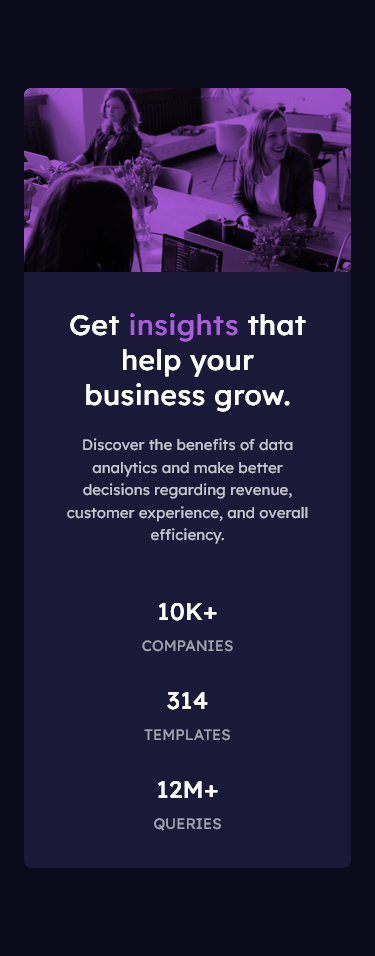 Get insights that
help your
business grow.
Discover the benefits of data
analytics and make better
decisions regarding revenue,
customer experience, and overall
efficiency.
10K+
COMPANIES
314
TEMPLATES
12M+
QUERIES